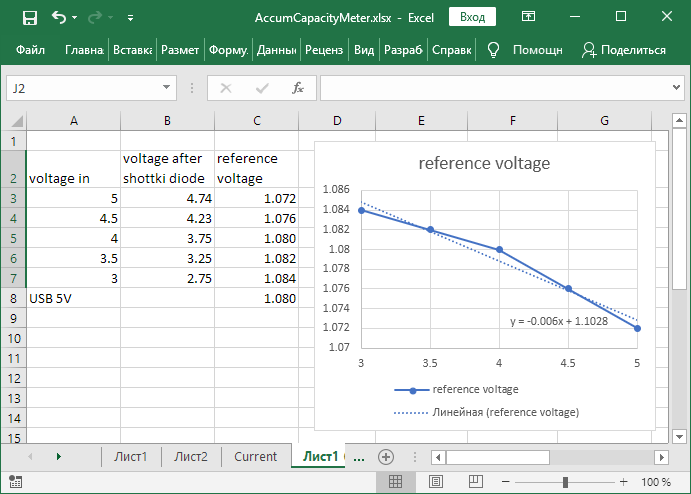 AccumCapacityMeter.xlsx - Excel
Вход
Файл Главна Вставка Размет Форму. Даннык Реценз Вид Разраб Справк Помощн Поделиться
J2
fx
A B C D E F G
1
2 voltage in voltage after shottki diode reference voltage
3 5 4.74 1.072
4 4.5 4.23 1.076
5 4 3.75 1.080
6 3.5 3.25 1.082
7 3 2.75 1.084
8 USB 5V 1.080
9
10
11
12
13
14
15
reference voltage
1.086
1.084
1.082
1.08
1.078
1.076
1.074
1.072
1.07
y = -0.006x + 1.1028
3 3.5 4 4.5 5
reference voltage
Линейная (reference voltage)
Лист1 Лист2 Current Лист1 ...
100 %